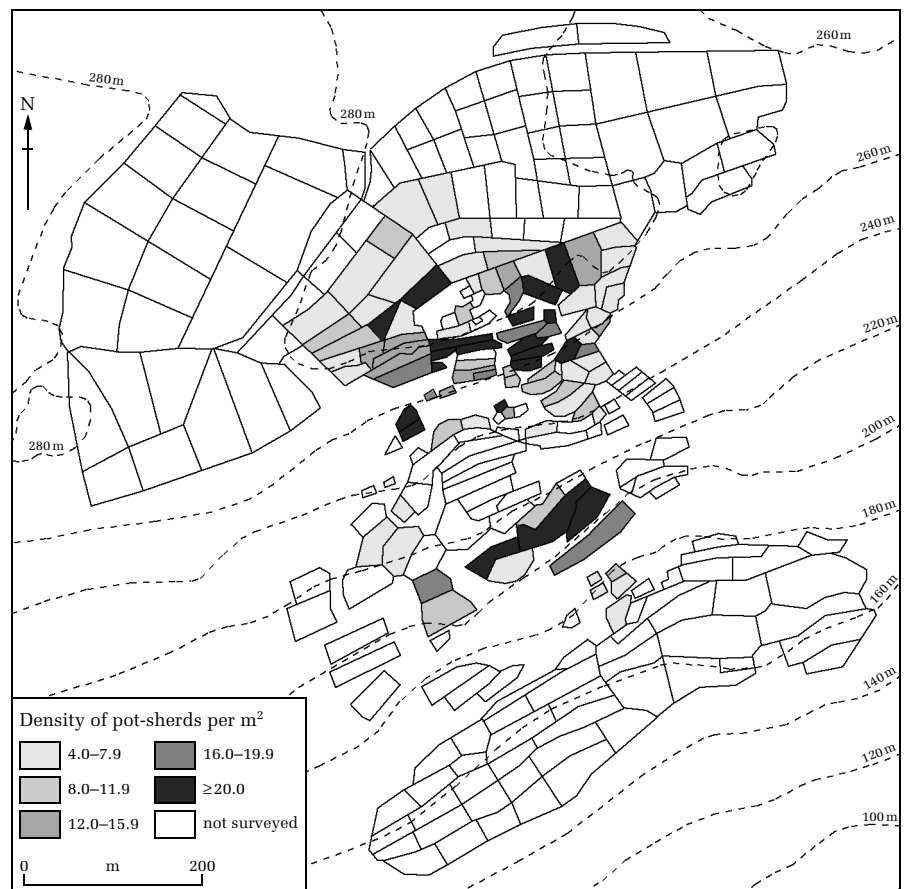 260 m
280 m
280 m
N
260 m
240 m
220 m
200 m
280 m
180 m
160 m
140 m
120 m
100 m
Density of pot-sherds per m²
4.0–7.9
16.0–19.9
8.0–11.9
≥20.0
12.0–15.9
not surveyed
0 m 200